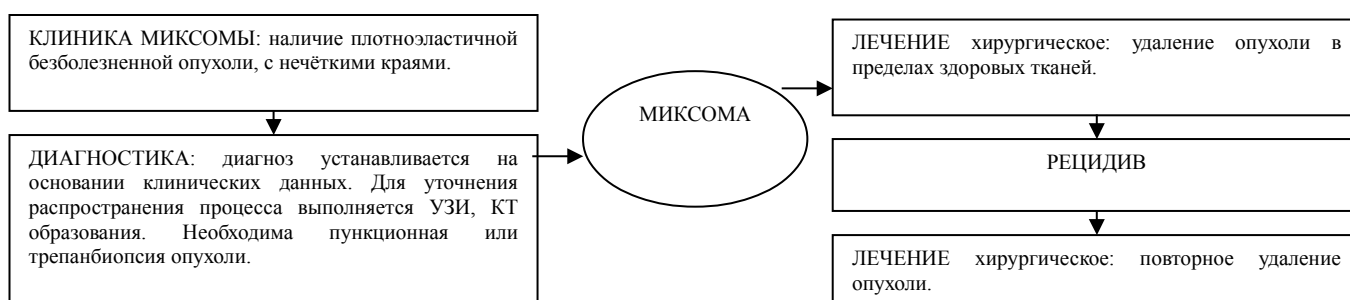 КЛИНИКА МИКСОМЫ: наличие плотноэластичной
безболезненной опухоли, с нечёткими краями.
ДИАГНОСТИКА: диагноз устанавливается на
основании клинических данных. Для уточнения
распространения процесса выполняется УЗИ, КТ
образования. Необходима пункционная или
трепанбиопсия опухоли.
МИКСОМА
ЛЕЧЕНИЕ хирургическое: удаление опухоли в
пределах здоровых тканей.
РЕЦИДИВ
ЛЕЧЕНИЕ хирургическое: повторное удаление
опухоли.